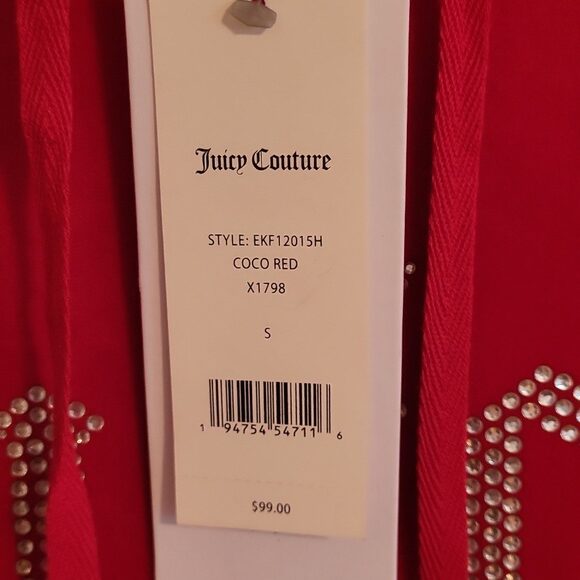 Juicy Couture
STYLE: EKF12015H
COCO RED
X1798
S
1 94754 54711 6
$99.00